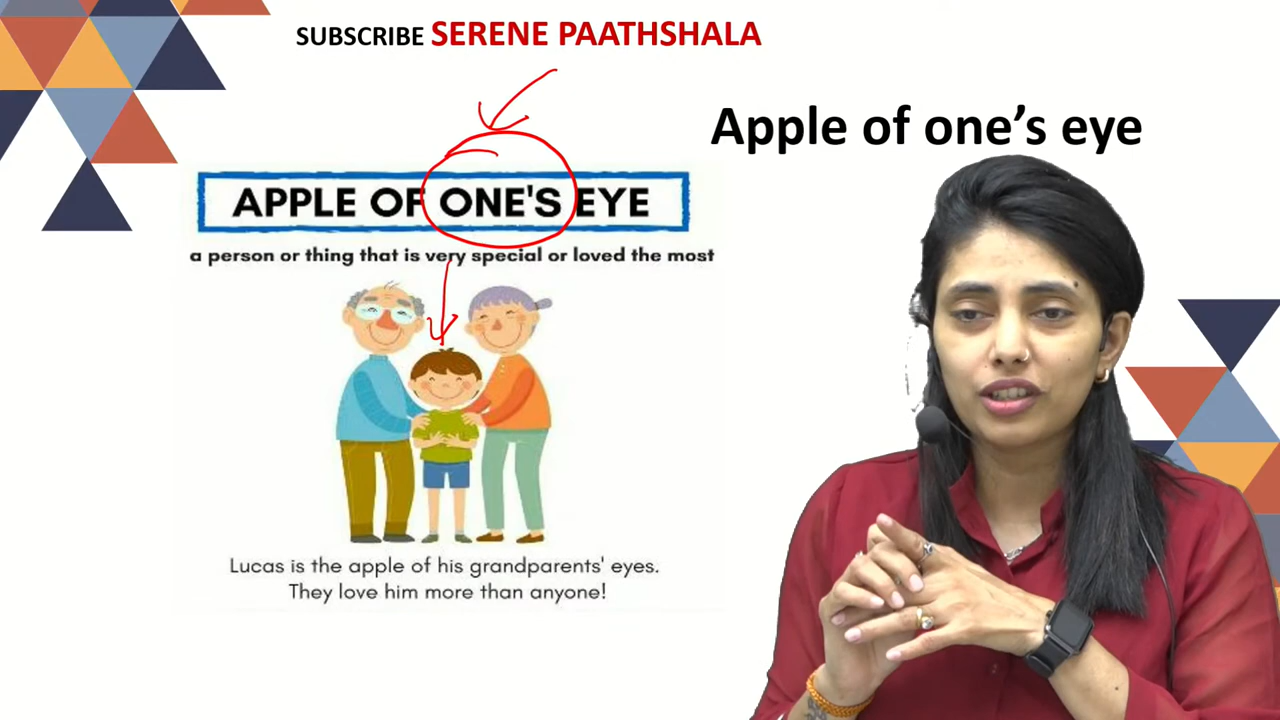 SUBSCRIBE SERENE PAATHSHALA
Apple of one’s eye
APPLE OF ONE'S EYE
a person or thing that is very special or loved the most
Lucas is the apple of his grandparents' eyes.
They love him more than anyone!